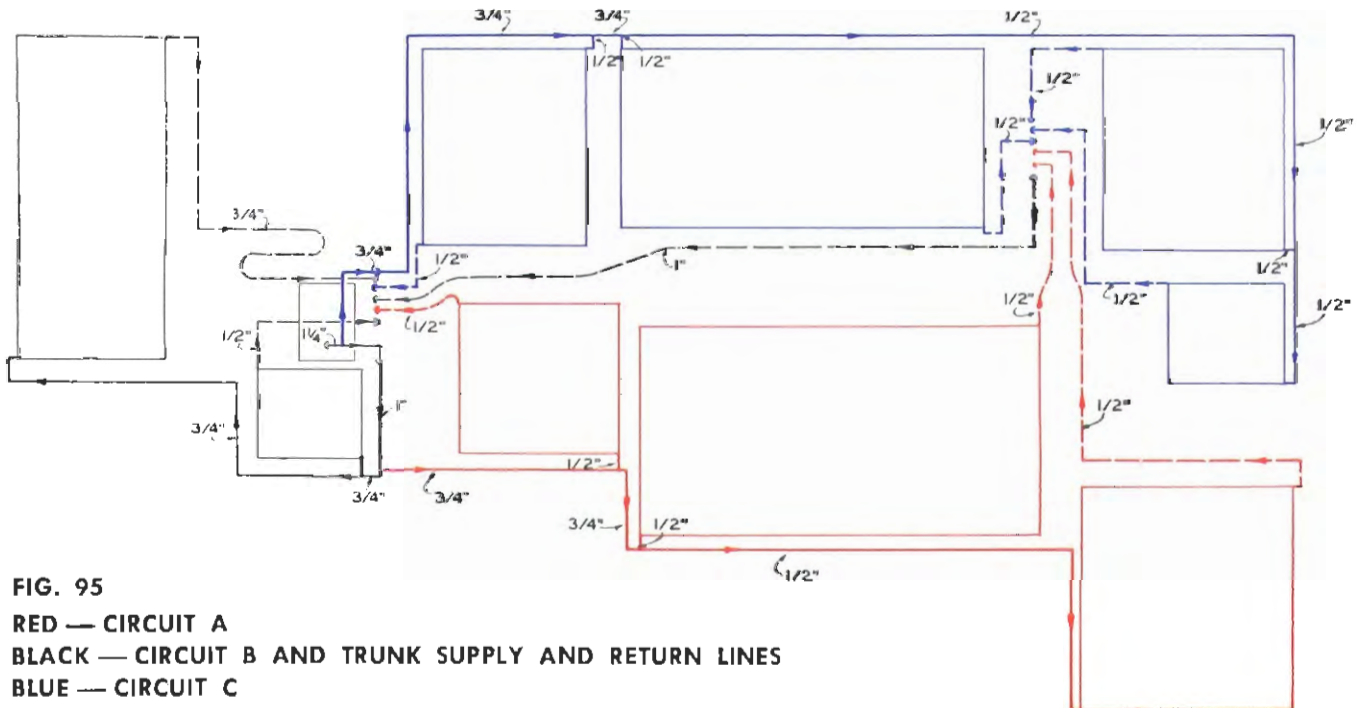 3/4" 3/4" 1/2"
1/2" 1/2" 1/2"
1/2" 1/2"
3/4"
3/4" 1/2" 1" 1/2"
1/2" 1/2"
1/2" 1¼" 1/2" 1/2"
1"
3/4" 1/2"
1/2"
3/4" 3/4"
3/4" 1/2"
1/2"
FIG. 95
RED — CIRCUIT A
BLACK — CIRCUIT B AND TRUNK SUPPLY AND RETURN LINES
BLUE — CIRCUIT C